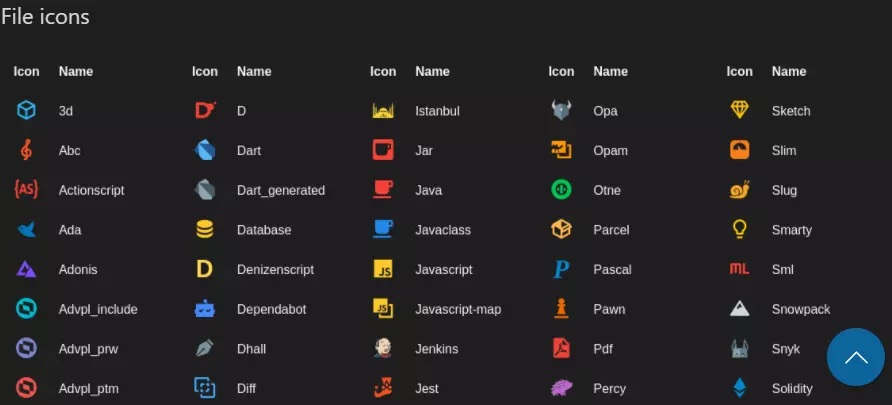 File icons
Icon Name Icon Name Icon Name Icon Name Icon Name
3d D Istanbul Opa Sketch
Abc Dart Jar Opam Slim
{AS} Actionscript Dart_generated Java Otne Slug
Ada Database Javaclass Parcel Smarty
Adonis D Denizenscript JS Javascript P Pascal ML Sml
Advpl_include Dependabot JS Javascript-map Pawn Snowpack
Advpl_prw Dhall Jenkins Pdf Snyk
Advpl_ptm Diff Jest Percy Solidity